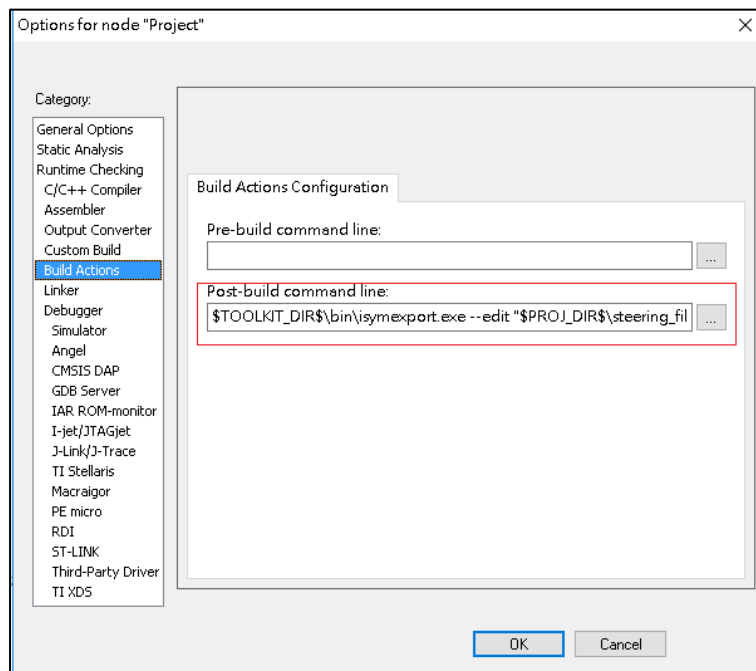 Options for node "Project"
Category:
General Options
Static Analysis
Runtime Checking
C/C++ Compiler
Assembler
Output Converter
Custom Build
Build Actions
Linker
Debugger
Simulator
Angel
CMSIS DAP
GDB Server
IAR ROM-monitor
I-jet/JTAGjet
J-Link/J-Trace
TI Stellaris
Macraigor
PE micro
RDI
ST-LINK
Third-Party Driver
TI XDS
Build Actions Configuration
Pre-build command line:
...
Post-build command line:
$TOOLKIT_DIR$\bin\isymexport.exe --edit "$PROJ_DIR$\steering_fil
...
OK
Cancel